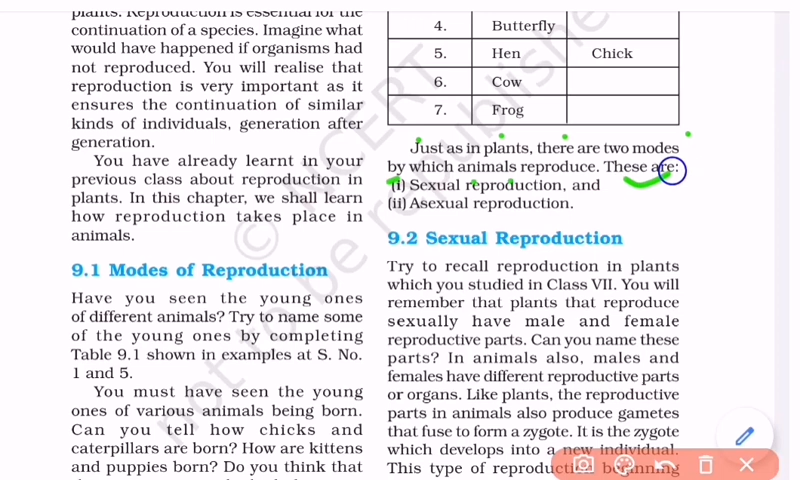 plants. Reproduction is essential for the
continuation of a species. Imagine what
would have happened if organisms had
not reproduced. You will realise that
reproduction is very important as it
ensures the continuation of similar
kinds of individuals, generation after
generation.
You have already learnt in your
previous class about reproduction in
plants. In this chapter, we shall learn
how reproduction takes place in
animals.
9.1 Modes of Reproduction
Have you seen the young ones
of different animals? Try to name some
of the young ones by completing
Table 9.1 shown in examples at S. No.
1 and 5.
You must have seen the young
ones of various animals being born.
Can you tell how chicks and
caterpillars are born? How are kittens
and puppies born? Do you think that
4. Butterfly
5. Hen Chick
6. Cow
7. Frog
Just as in plants, there are two modes
by which animals reproduce. These are:
(i) Sexual reproduction, and
(ii) Asexual reproduction.
9.2 Sexual Reproduction
Try to recall reproduction in plants
which you studied in Class VII. You will
remember that plants that reproduce
sexually have male and female
reproductive parts. Can you name these
parts? In animals also, males and
females have different reproductive parts
or organs. Like plants, the reproductive
parts in animals also produce gametes
that fuse to form a zygote. It is the zygote
which develops into a new individual.
This type of reproduction beginning
© NCERT
not to be republished